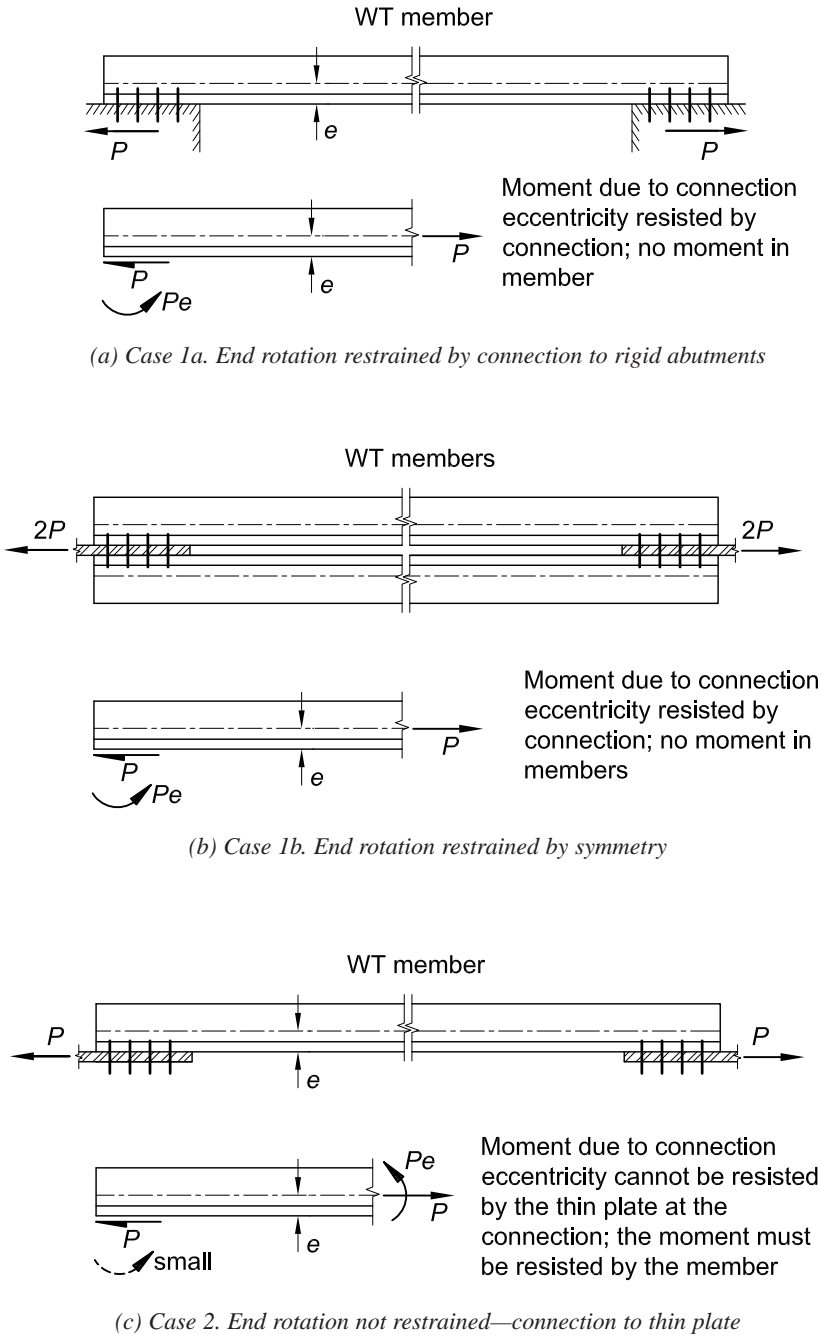 WT member
e
P
P
Moment due to connection
eccentricity resisted by
connection; no moment in
member
P
P
e
Pe
(a) Case 1a. End rotation restrained by connection to rigid abutments
WT members
2P
2P
Moment due to connection
eccentricity resisted by
connection; no moment in
members
P
P
e
Pe
(b) Case 1b. End rotation restrained by symmetry
WT member
P
P
e
Moment due to connection
eccentricity cannot be resisted
by the thin plate at the
connection; the moment must
be resisted by the member
Pe
P
P
e
small
(c) Case 2. End rotation not restrained—connection to thin plate